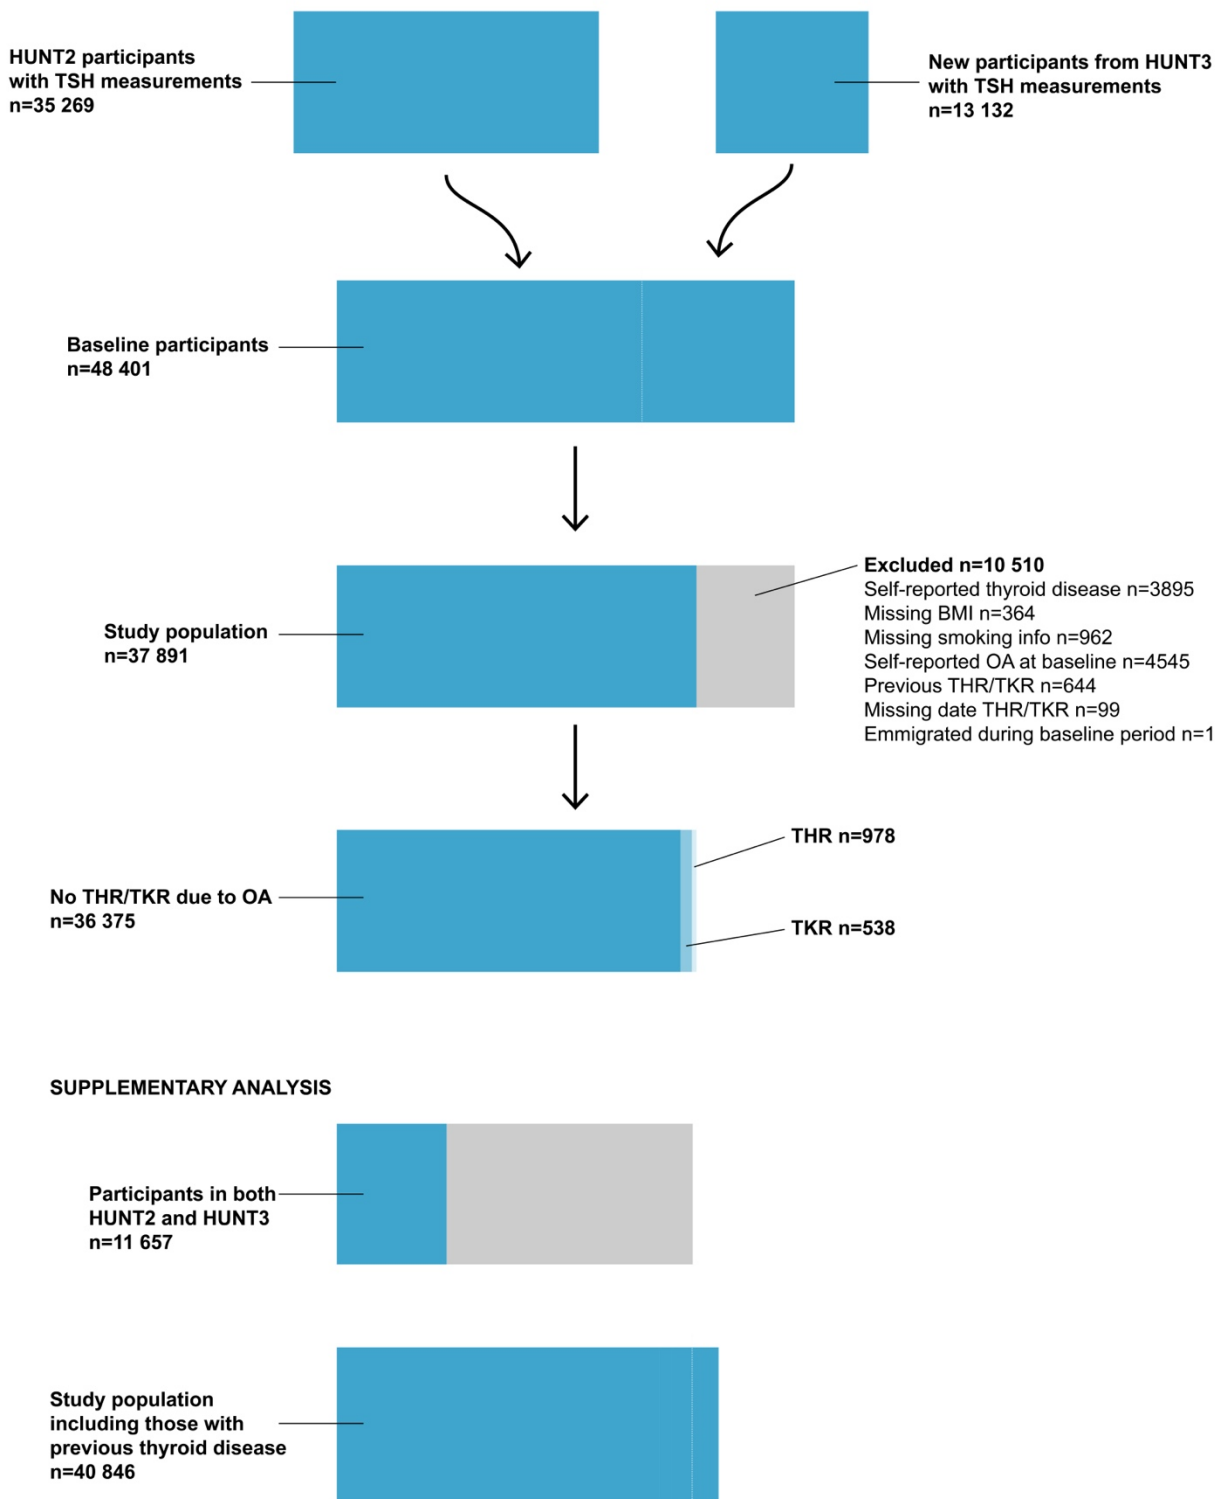 HUNT2 participants
with TSH measurements
n=35 269
New participants from HUNT3
with TSH measurements
n=13 132
Baseline participants
n=48 401
Study population
n=37 891
Excluded n=10 510
Self-reported thyroid disease n=3895
Missing BMI n=364
Missing smoking info n=962
Self-reported OA at baseline n=4545
Previous THR/TKR n=644
Missing date THR/TKR n=99
Emmigrated during baseline period n=1
No THR/TKR due to OA
n=36 375
THR n=978
TKR n=538
SUPPLEMENTARY ANALYSIS
Participants in both
HUNT2 and HUNT3
n=11 657
Study population
including those with
previous thyroid disease
n=40 846